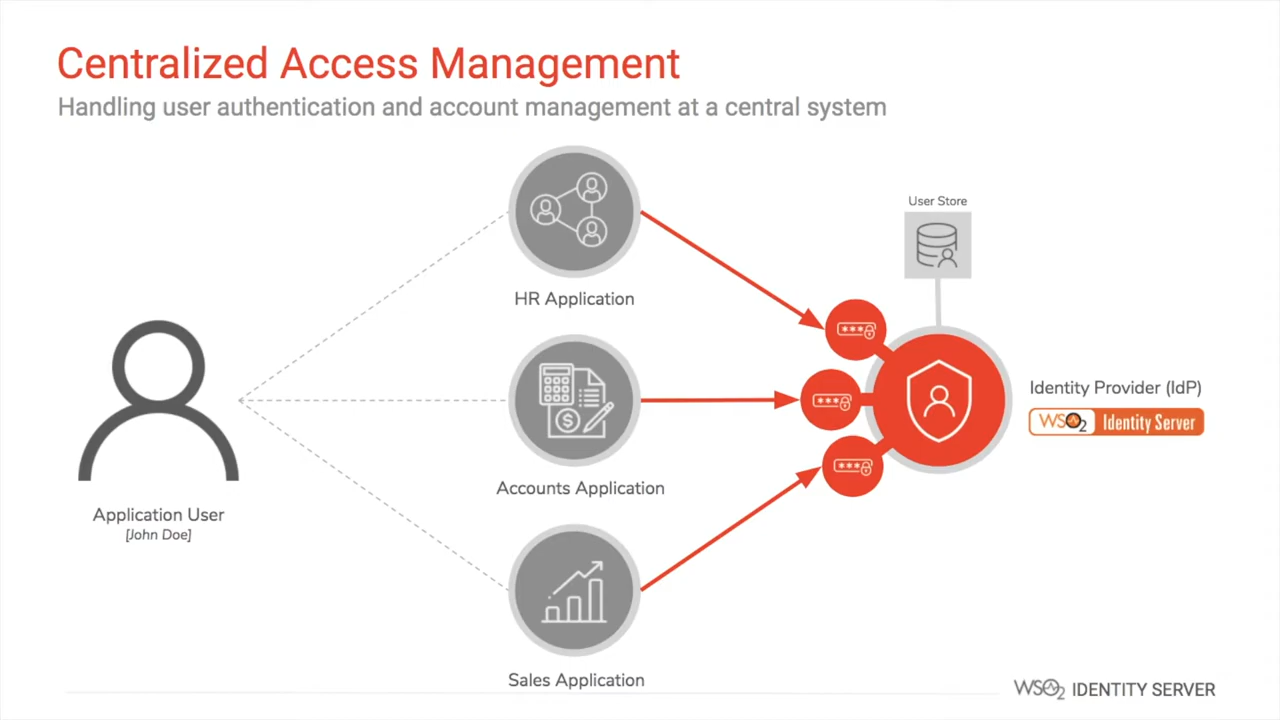 Centralized Access Management
Handling user authentication and account management at a central system
User Store
HR Application
***
***
Identity Provider (IdP)
WSO2 Identity Server
***
Accounts Application
Application User
[John Doe]
$
Sales Application
WSO2 IDENTITY SERVER